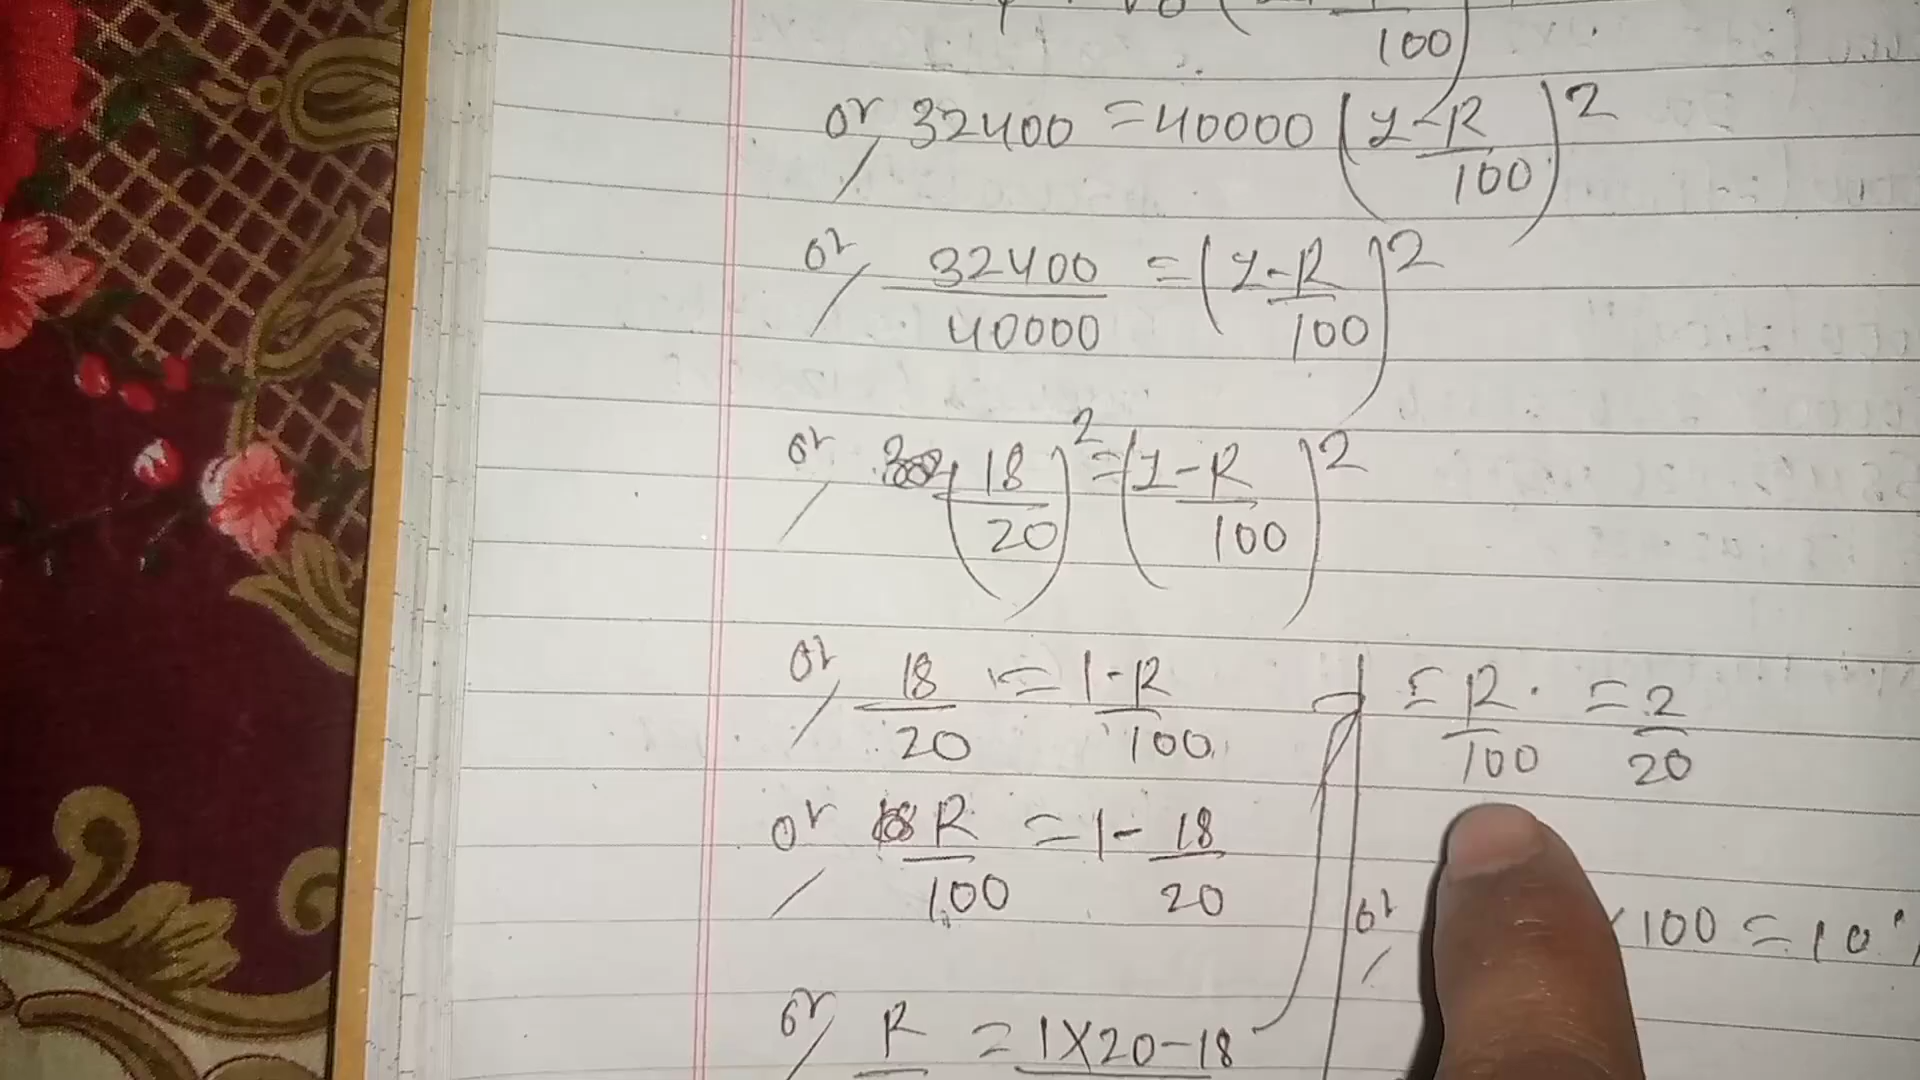 100
or 32400 = 40000 (1 - R/100)2
or 32400/40000 = (1 - R/100)2
or (18/20)2 = (1 - R/100)2
or 18/20 = 1 - R/100
or R/100 = 1 - 18/20
or R = 1X20-18
= R/100 = 2/20
or 100 = 10